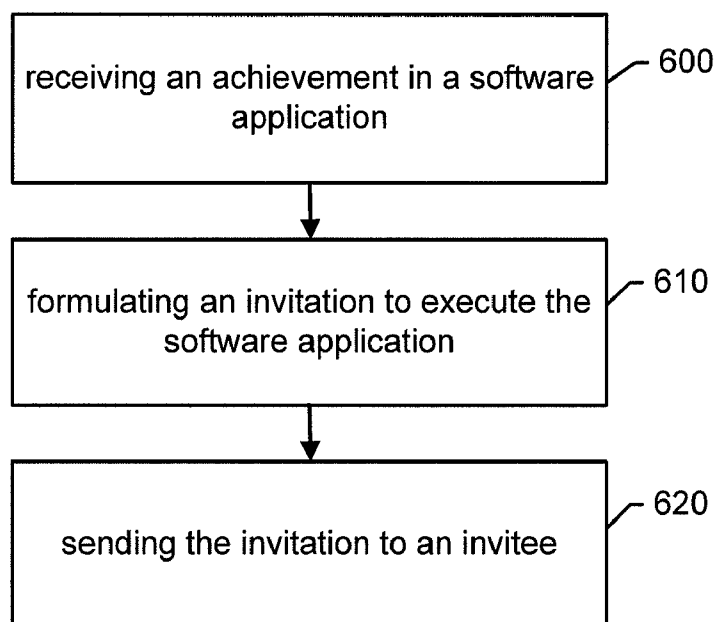 receiving an achievement in a software
application
600
formulating an invitation to execute the
software application
610
sending the invitation to an invitee
620